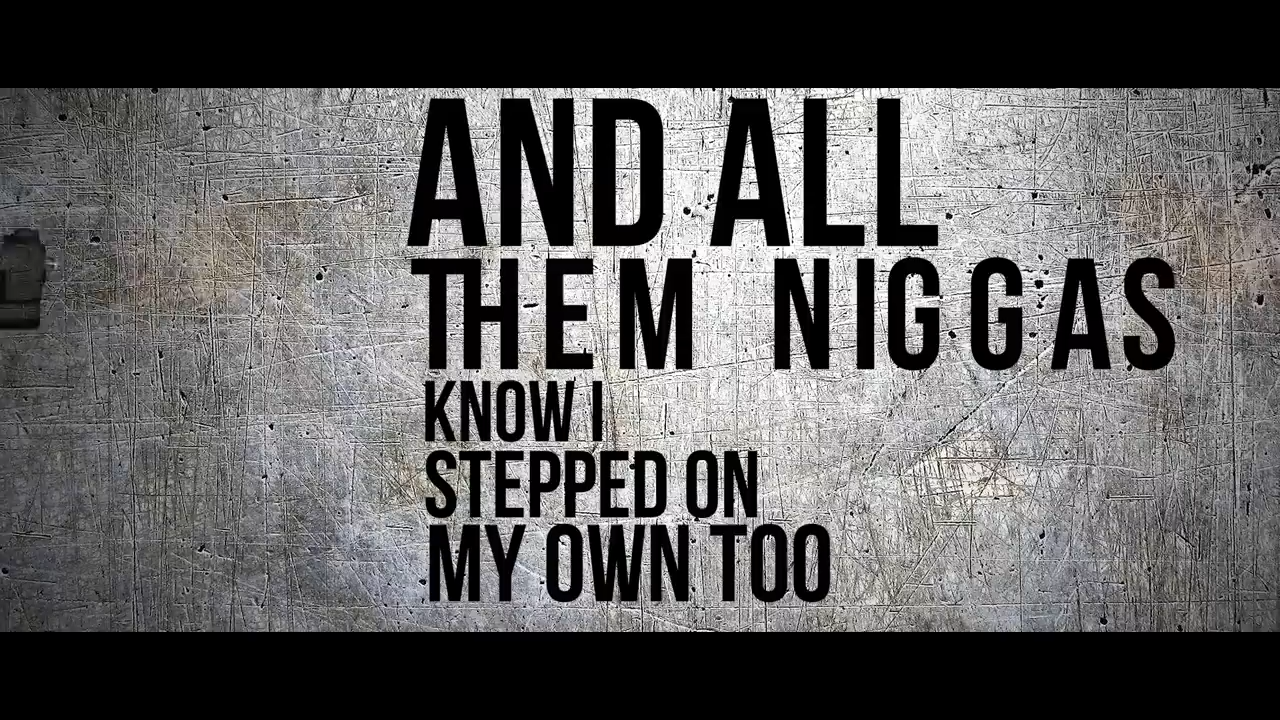 AND ALL
THEM NIGGAS
KNOW I
STEPPED ON
MY OWN TOO